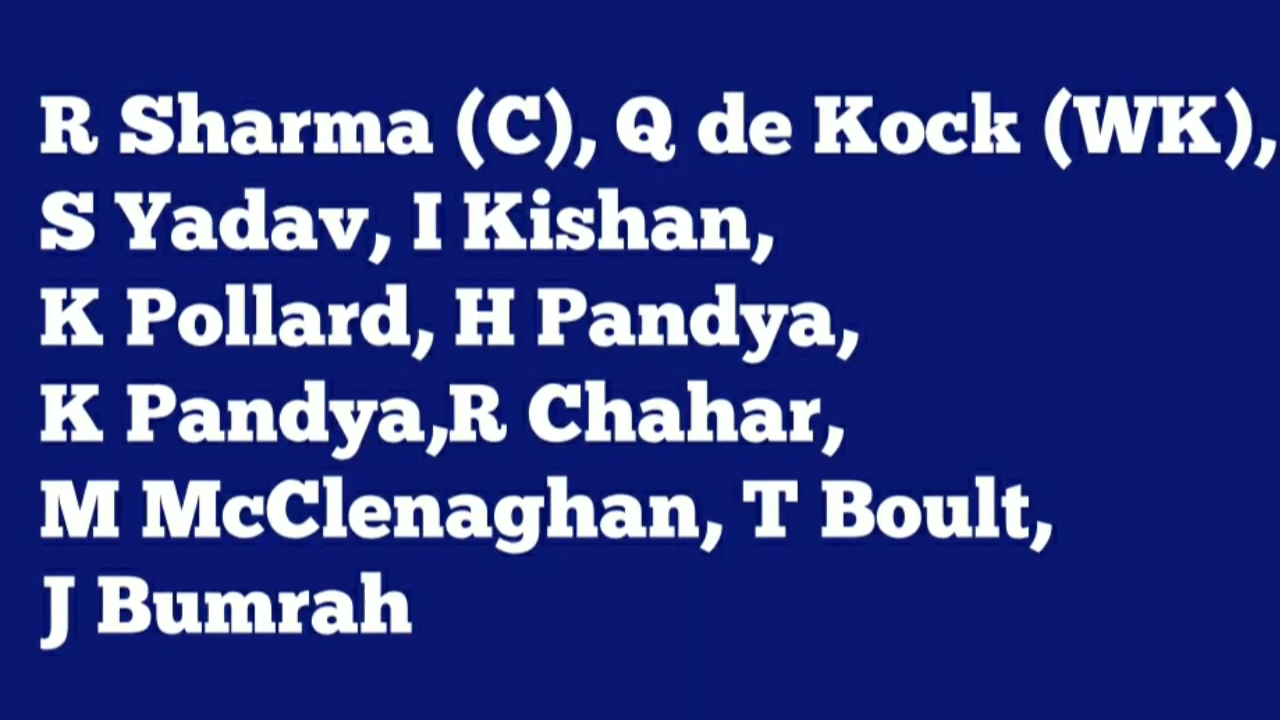 R Sharma (C), Q de Kock (WK),
S Yadav, I Kishan,
K Pollard, H Pandya,
K Pandya,R Chahar,
M McClenaghan, T Boult,
J Bumrah